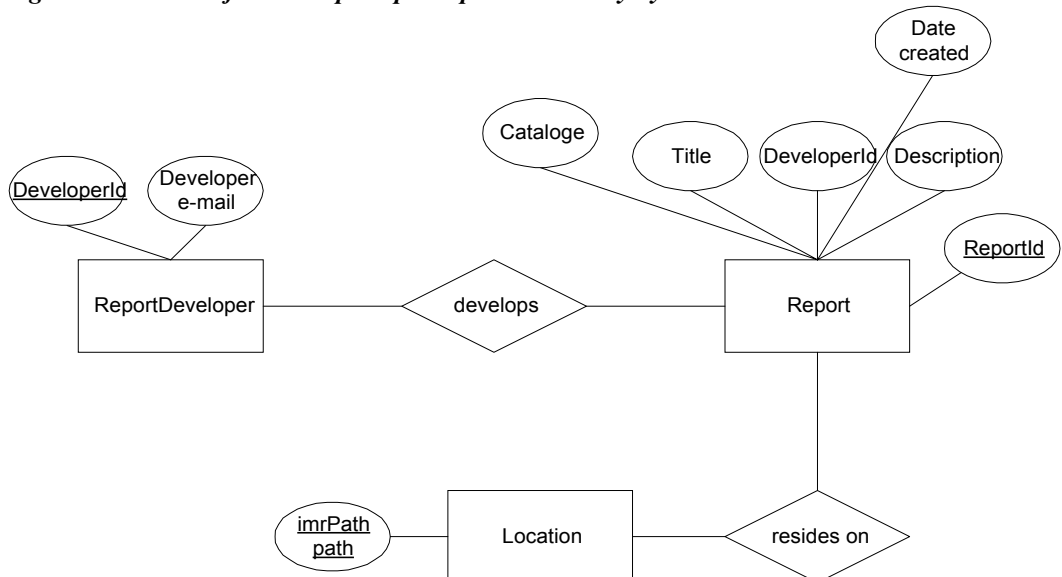 Date
created
Cataloge
Title
DeveloperId
Description
DeveloperId
Developer
e-mail
ReportId
ReportDeveloper
develops
Report
imrPath
path
Location
resides on